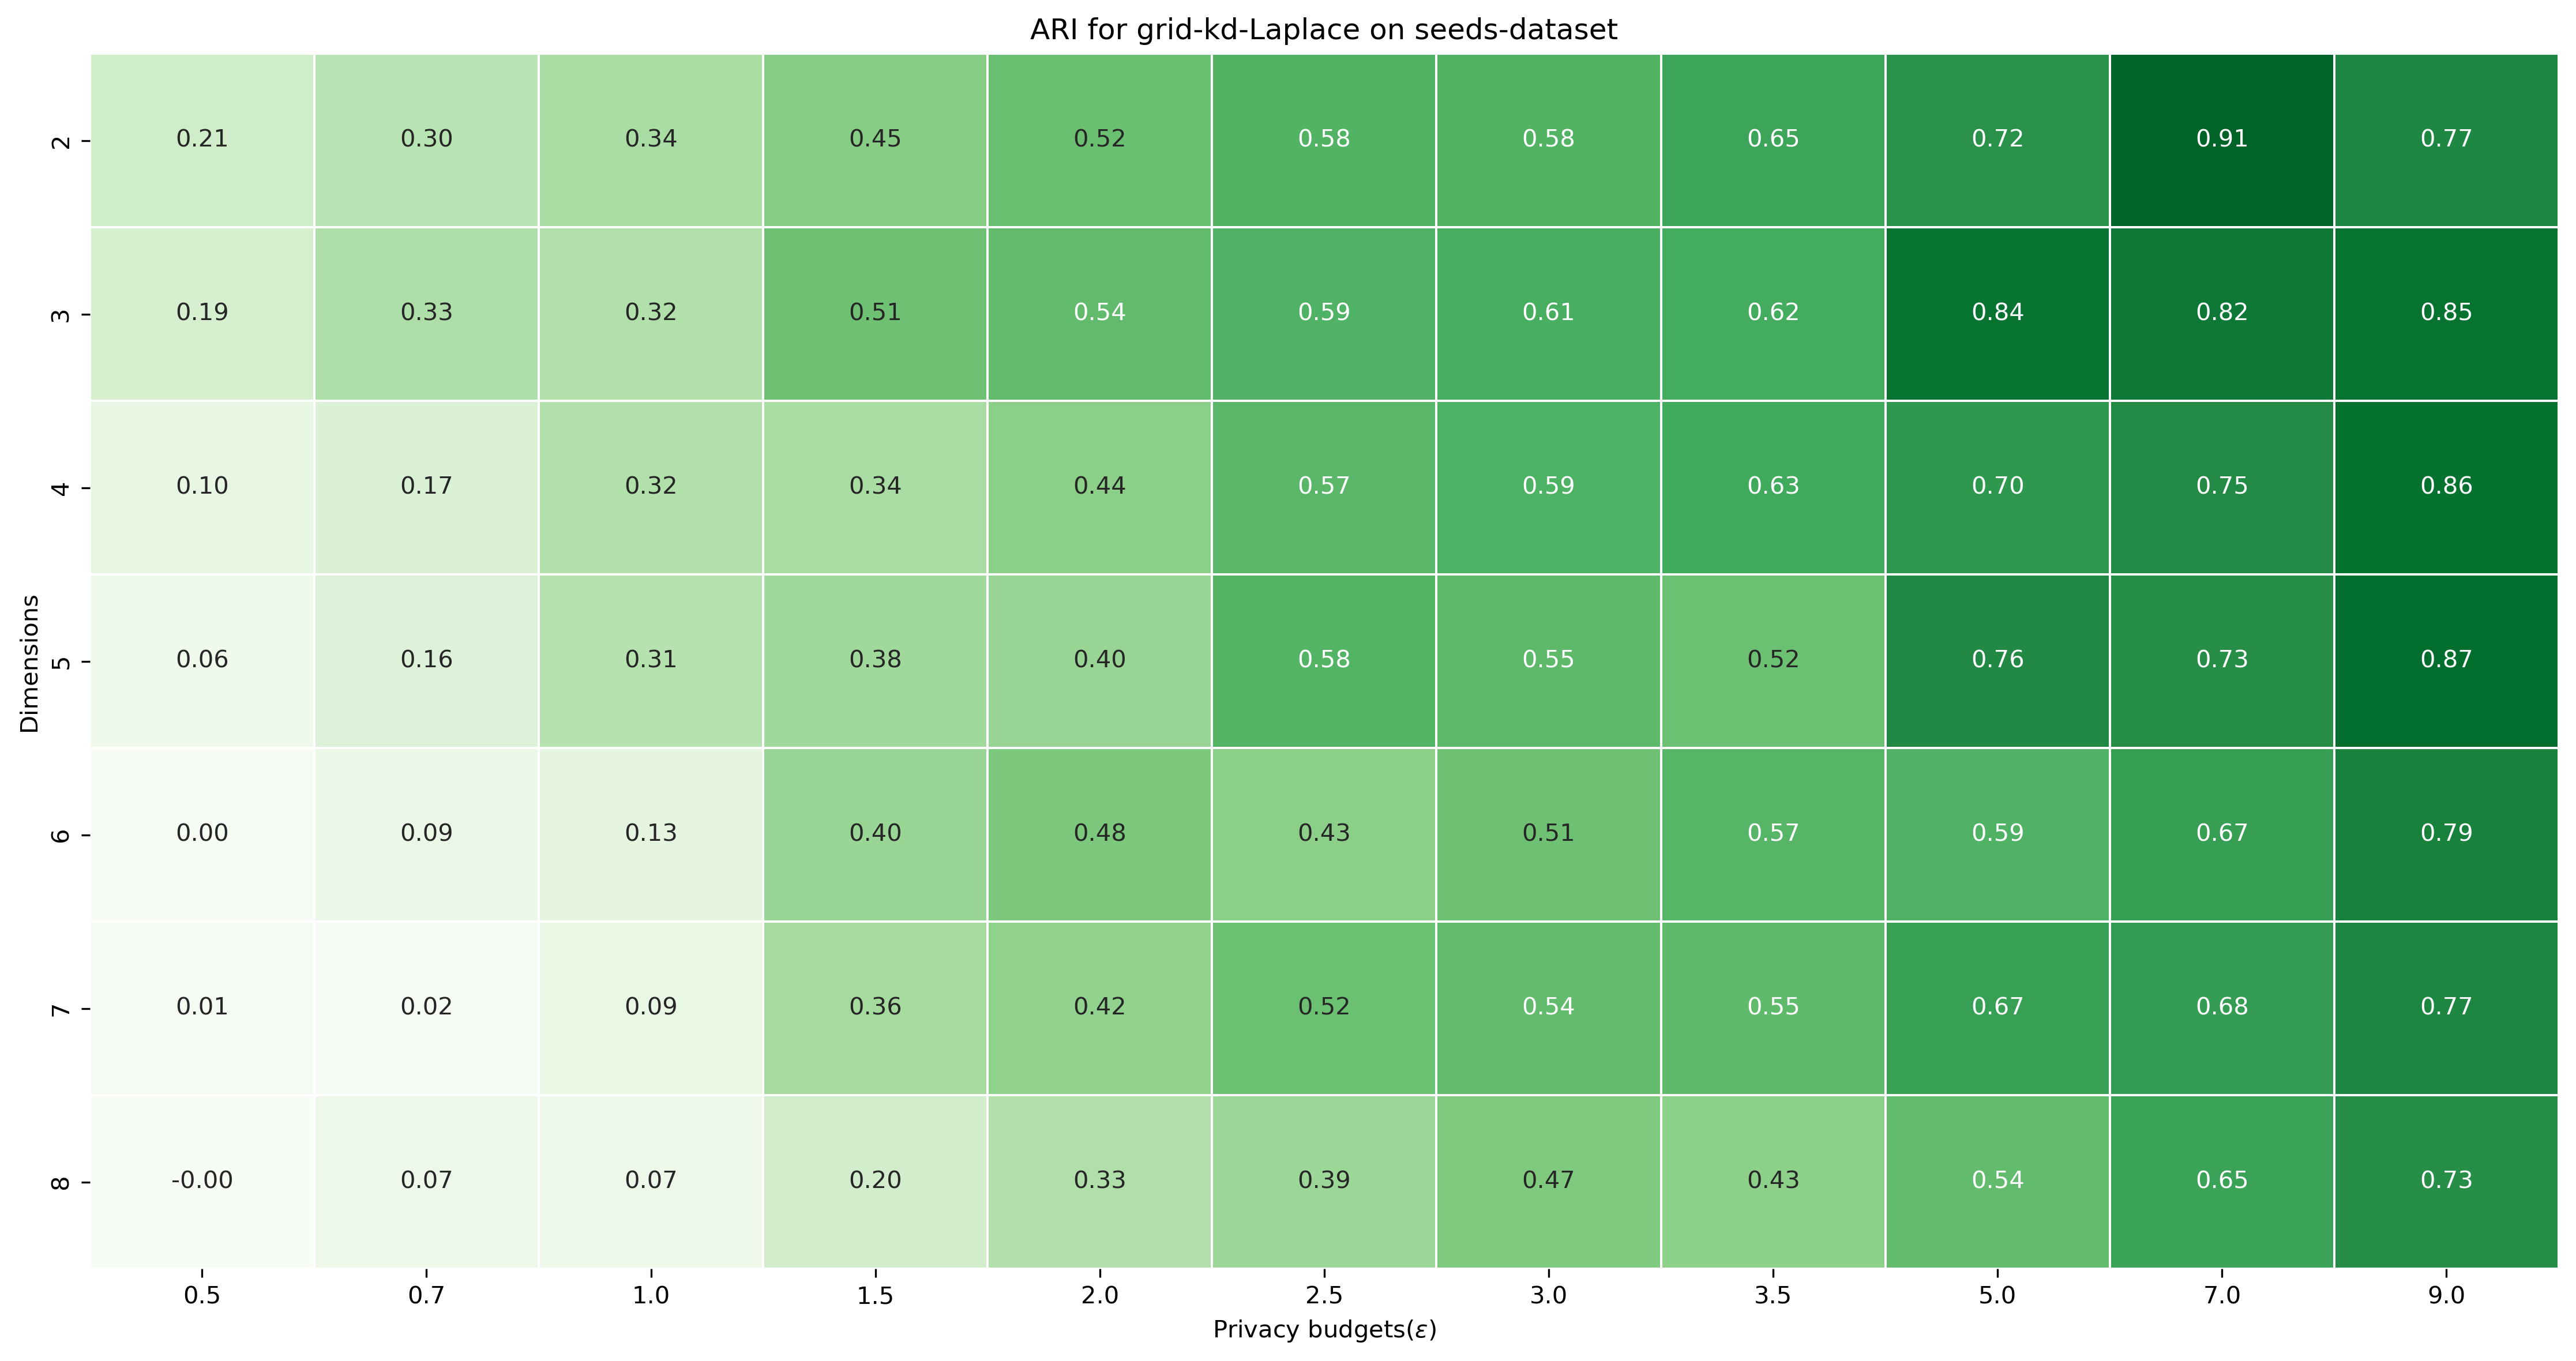 ARI for grid-kd-Laplace on seeds-dataset
2 0.21 0.30 0.34 0.45 0.52 0.58 0.58 0.65 0.72 0.91 0.77
3 0.19 0.33 0.32 0.51 0.54 0.59 0.61 0.62 0.84 0.82 0.85
4 0.10 0.17 0.32 0.34 0.44 0.57 0.59 0.63 0.70 0.75 0.86
Dimensions
5 0.06 0.16 0.31 0.38 0.40 0.58 0.55 0.52 0.76 0.73 0.87
6 0.00 0.09 0.13 0.40 0.48 0.43 0.51 0.57 0.59 0.67 0.79
7 0.01 0.02 0.09 0.36 0.42 0.52 0.54 0.55 0.67 0.68 0.77
8 -0.00 0.07 0.07 0.20 0.33 0.39 0.47 0.43 0.54 0.65 0.73
0.5 0.7 1.0 1.5 2.0 2.5 3.0 3.5 5.0 7.0 9.0
Privacy budgets(ε)